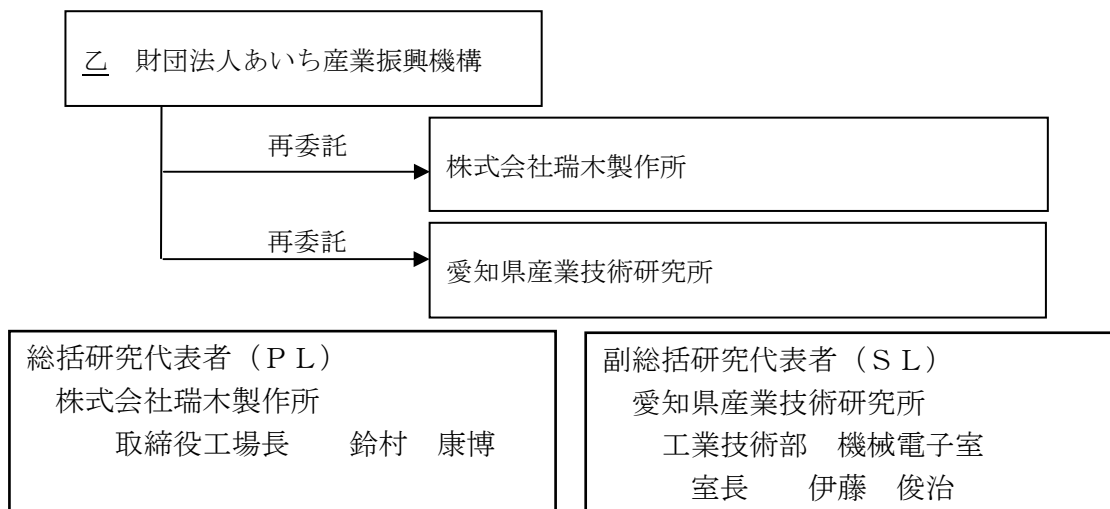 乙　財団法人あいち産業振興機構
再委託
株式会社瑞木製作所
再委託
愛知県産業技術研究所
総括研究代表者（ＰＬ）
株式会社瑞木製作所
取締役工場長　　鈴村　康博
副総括研究代表者（ＳＬ）
愛知県産業技術研究所
工業技術部　機械電子室
室長　　伊藤　俊治